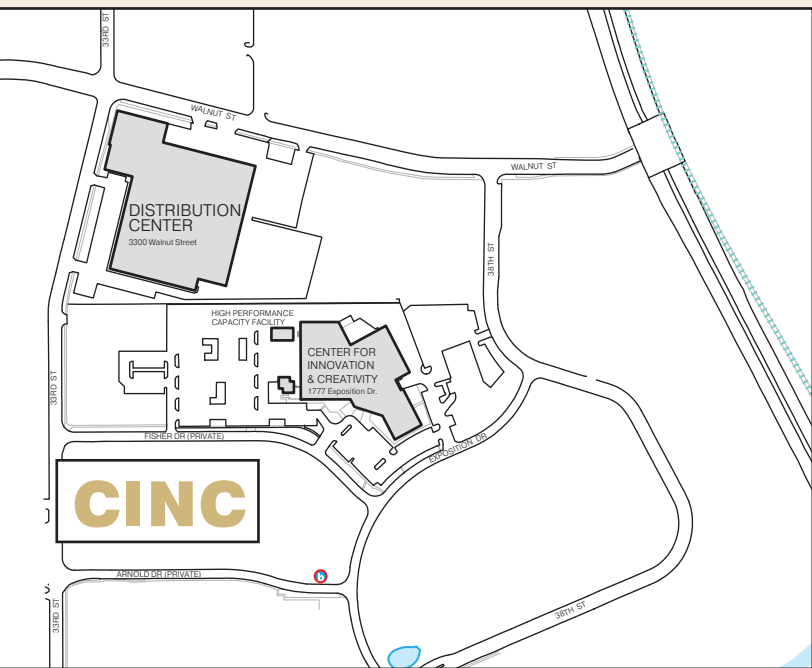 33RD ST
WALNUT ST
WALNUT ST
DISTRIBUTION
CENTER
3300 Walnut Street
38TH ST
HIGH PERFORMANCE
CAPACITY FACILITY
CENTER FOR
INNOVATION
& CREATIVITY
1777 Exposition Dr.
33RD ST
FISHER DR (PRIVATE)
EXPOSITION DR
CINC
ARNOLD DR (PRIVATE)
33RD ST
38TH ST